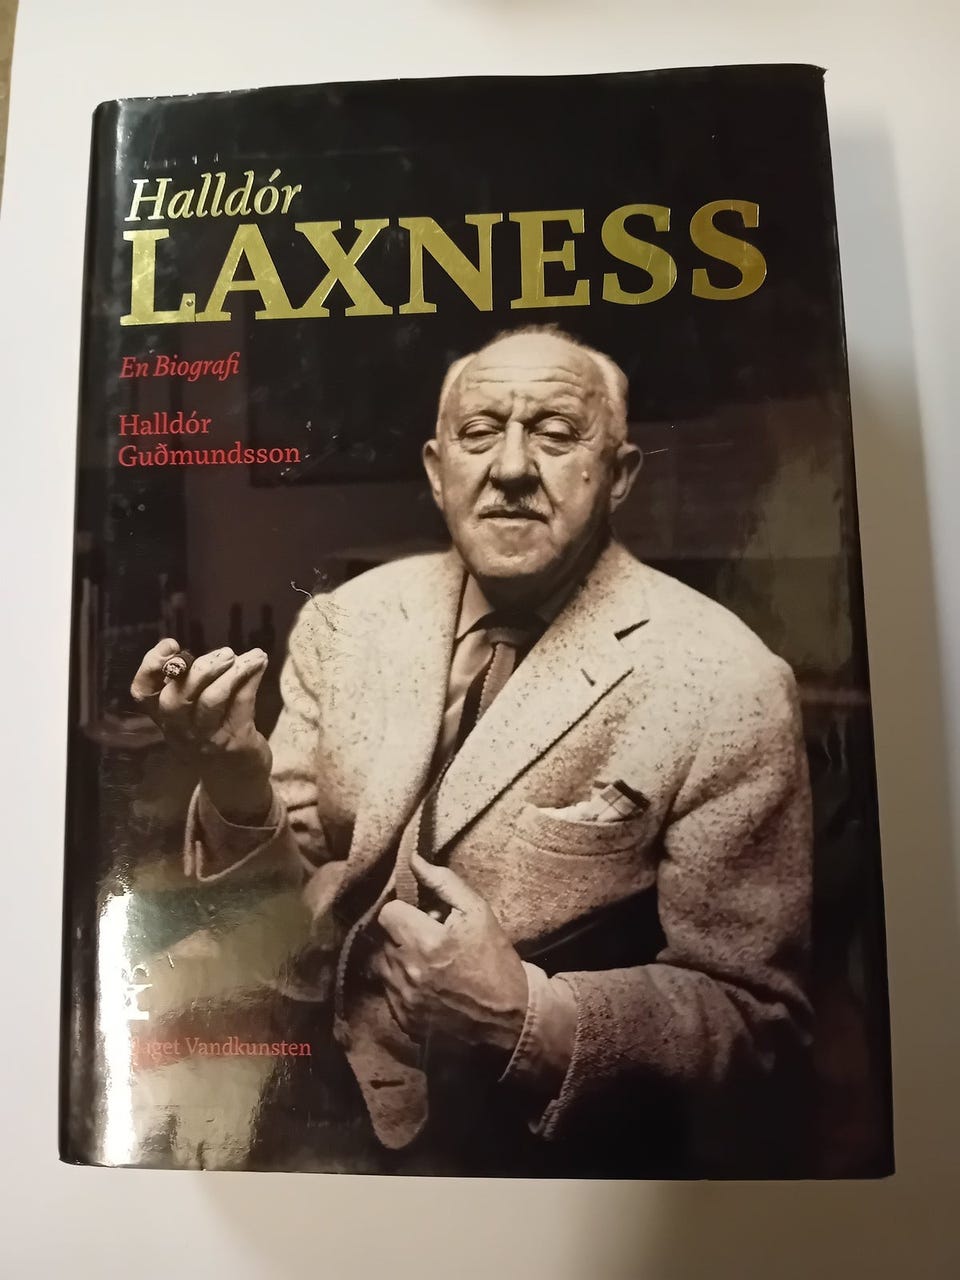 Halldór
LAXNESS
En Biografi
Halldór
Guðmundsson
Vandkunsten